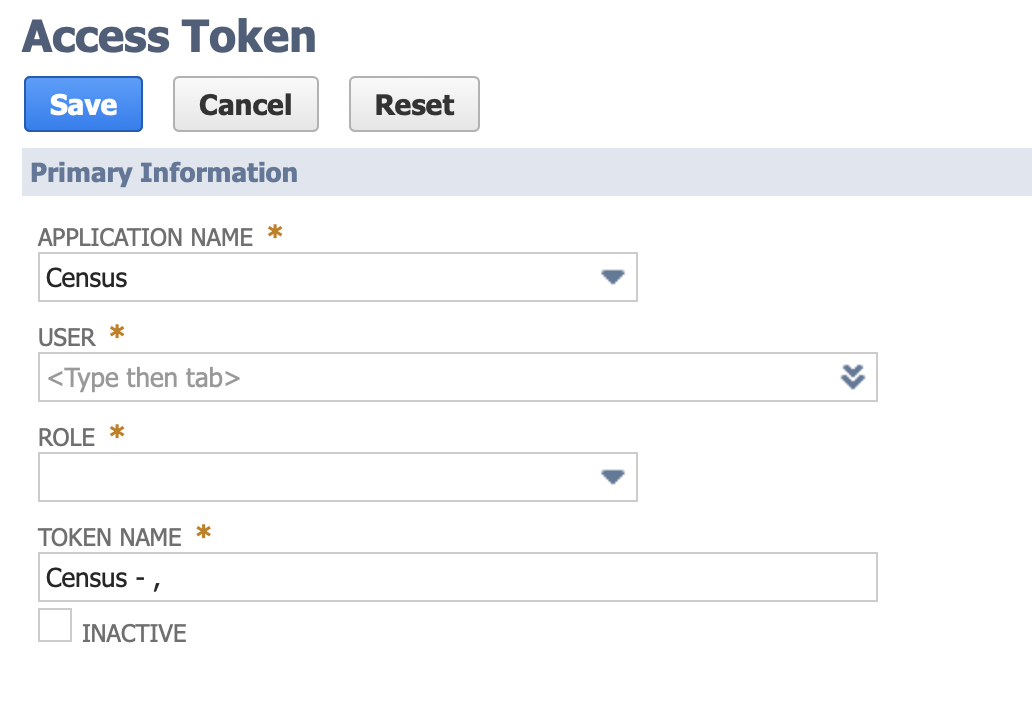 Access Token
Save Cancel Reset
Primary Information
APPLICATION NAME *
Census
USER *
<Type then tab>
ROLE *
TOKEN NAME *
Census - ,
INACTIVE